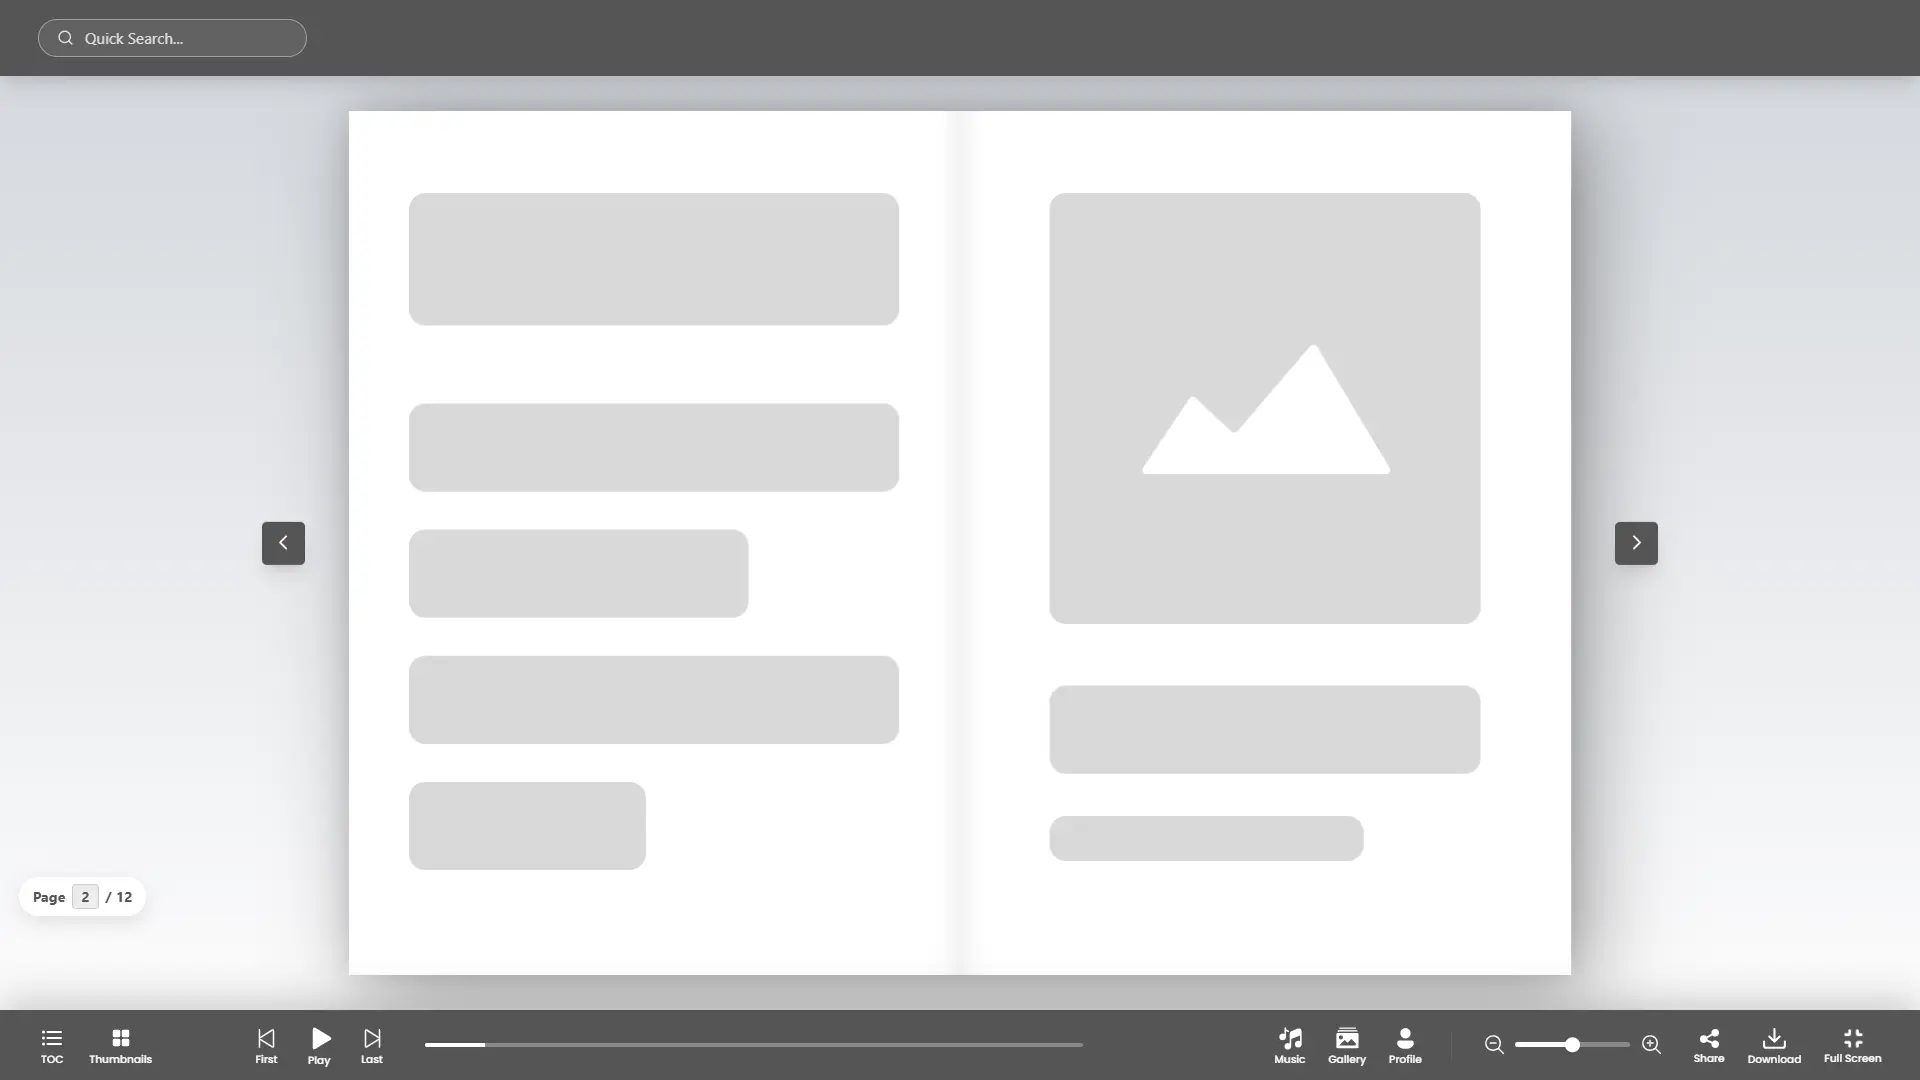 Quick Search...
Page 2 / 12
TOC
Thumbnails
First
Play
Last
Music
Gallery
Profile
Share
Download
Full Screen